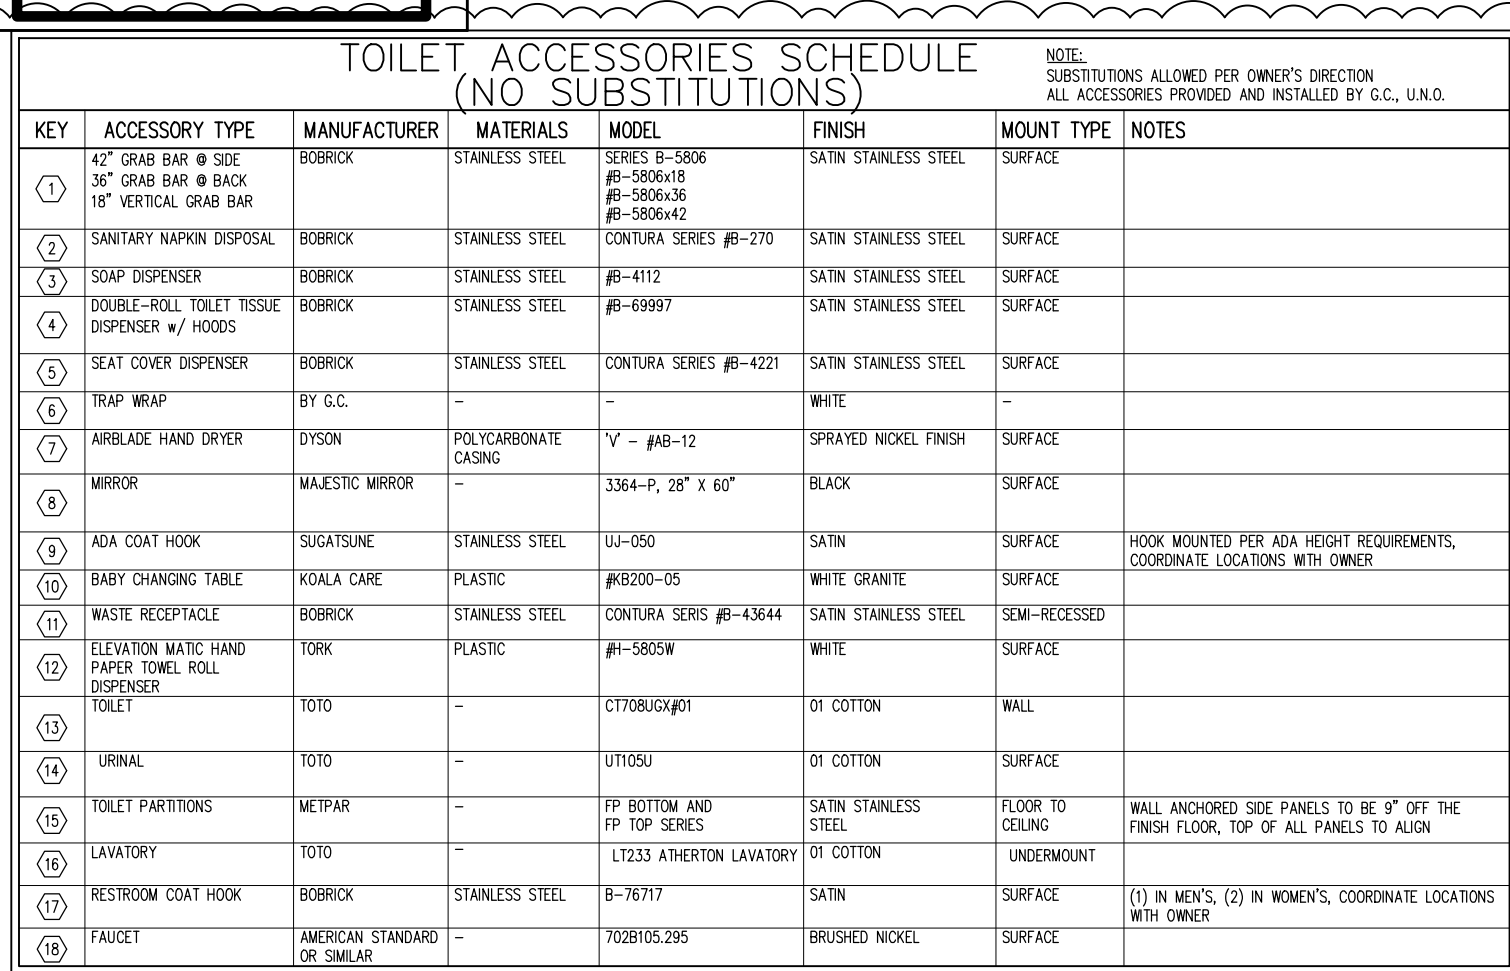 TOILET ACCESSORIES SCHEDULE
(NO SUBSTITUTIONS)
NOTE:
SUBSTITUTIONS ALLOWED PER OWNER'S DIRECTION
ALL ACCESSORIES PROVIDED AND INSTALLED BY G.C., U.N.O.
KEY ACCESSORY TYPE MANUFACTURER MATERIALS MODEL FINISH MOUNT TYPE NOTES
1 42" GRAB BAR @ SIDE BOBRICK STAINLESS STEEL SERIES B-5806 SATIN STAINLESS STEEL SURFACE
36" GRAB BAR @ BACK #B-5806x18
18" VERTICAL GRAB BAR #B-5806x36
#B-5806x42
2 SANITARY NAPKIN DISPOSAL BOBRICK STAINLESS STEEL CONTURA SERIES #B-270 SATIN STAINLESS STEEL SURFACE
3 SOAP DISPENSER BOBRICK STAINLESS STEEL #B-4112 SATIN STAINLESS STEEL SURFACE
4 DOUBLE-ROLL TOILET TISSUE BOBRICK STAINLESS STEEL #B-69997 SATIN STAINLESS STEEL SURFACE
DISPENSER w/ HOODS
5 SEAT COVER DISPENSER BOBRICK STAINLESS STEEL CONTURA SERIES #B-4221 SATIN STAINLESS STEEL SURFACE
6 TRAP WRAP BY G.C. - - WHITE -
7 AIRBLADE HAND DRYER DYSON POLYCARBONATE 'V' - #AB-12 SPRAYED NICKEL FINISH SURFACE
CASING
8 MIRROR MAJESTIC MIRROR - 3364-P, 28" X 60" BLACK SURFACE
9 ADA COAT HOOK SUGATSUNE STAINLESS STEEL UJ-050 SATIN SURFACE HOOK MOUNTED PER ADA HEIGHT REQUIREMENTS,
COORDINATE LOCATIONS WITH OWNER
10 BABY CHANGING TABLE KOALA CARE PLASTIC #KB200-05 WHITE GRANITE SURFACE
11 WASTE RECEPTACLE BOBRICK STAINLESS STEEL CONTURA SERIS #B-43644 SATIN STAINLESS STEEL SEMI-RECESSED
12 ELEVATION MATIC HAND TORK PLASTIC #H-5805W WHITE SURFACE
PAPER TOWEL ROLL
DISPENSER
13 TOILET TOTO - CT708UGX#01 01 COTTON WALL
14 URINAL TOTO - UT105U 01 COTTON SURFACE
15 TOILET PARTITIONS METPAR - FP BOTTOM AND SATIN STAINLESS FLOOR TO WALL ANCHORED SIDE PANELS TO BE 9" OFF THE
FP TOP SERIES STEEL CEILING FINISH FLOOR, TOP OF ALL PANELS TO ALIGN
16 LAVATORY TOTO - LT233 ATHERTON LAVATORY 01 COTTON UNDERMOUNT
17 RESTROOM COAT HOOK BOBRICK STAINLESS STEEL B-76717 SATIN SURFACE (1) IN MEN'S, (2) IN WOMEN'S, COORDINATE LOCATIONS
WITH OWNER
18 FAUCET AMERICAN STANDARD - 702B105.295 BRUSHED NICKEL SURFACE
OR SIMILAR